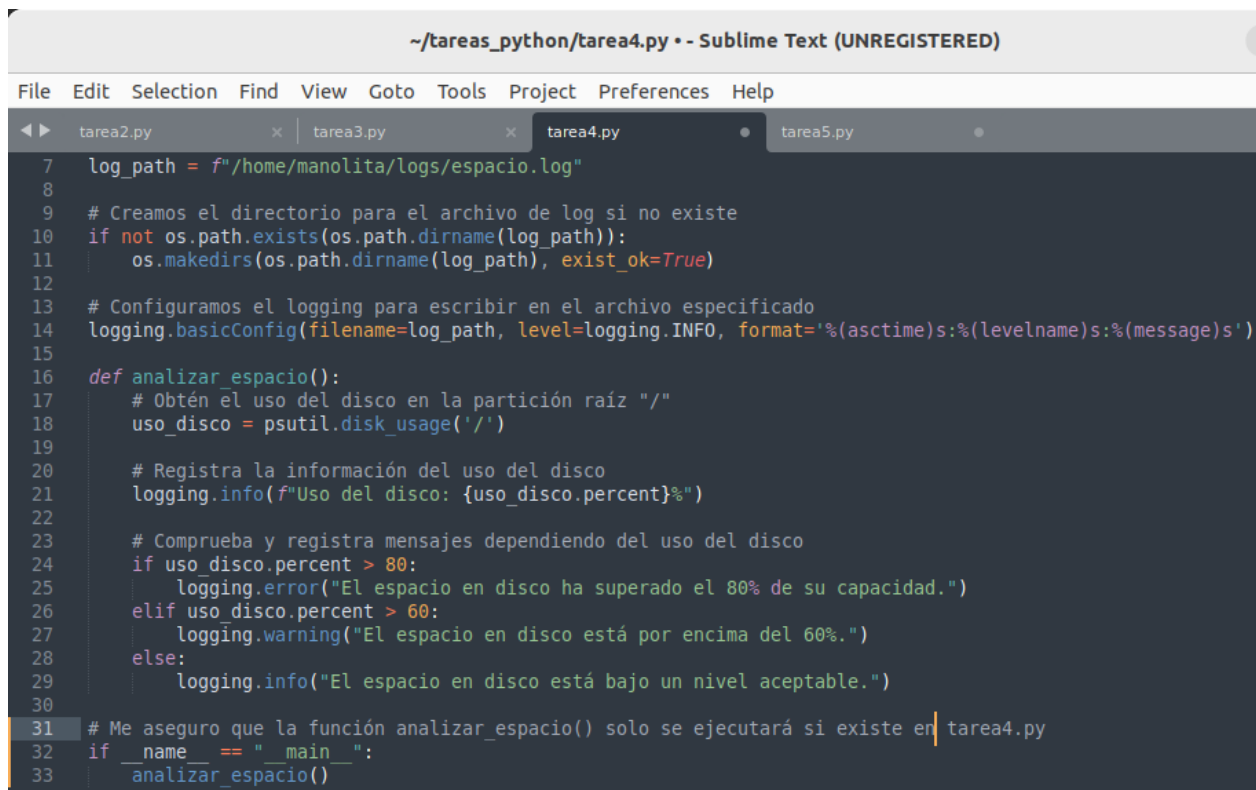 ~/tareas_python/tarea4.py • - Sublime Text (UNREGISTERED)
File Edit Selection Find View Goto Tools Project Preferences Help
tarea2.py × tarea3.py × tarea4.py • tarea5.py •
7 log_path = f"/home/manolita/logs/espacio.log"
8
9 # Creamos el directorio para el archivo de log si no existe
10 if not os.path.exists(os.path.dirname(log_path)):
11     os.makedirs(os.path.dirname(log_path), exist_ok=True)
12
13 # Configuramos el logging para escribir en el archivo especificado
14 logging.basicConfig(filename=log_path, level=logging.INFO, format='%(asctime)s:%(levelname)s:%(message)s')
15
16 def analizar_espacio():
17     # Obtén el uso del disco en la partición raíz "/"
18     uso_disco = psutil.disk_usage('/')
19
20     # Registra la información del uso del disco
21     logging.info(f"Uso del disco: {uso_disco.percent}%")
22
23     # Comprueba y registra mensajes dependiendo del uso del disco
24     if uso_disco.percent > 80:
25         logging.error("El espacio en disco ha superado el 80% de su capacidad.")
26     elif uso_disco.percent > 60:
27         logging.warning("El espacio en disco está por encima del 60%.")
28     else:
29         logging.info("El espacio en disco está bajo un nivel aceptable.")
30
31 # Me aseguro que la función analizar_espacio() solo se ejecutará si existe en tarea4.py
32 if __name__ == "__main__":
33     analizar_espacio()